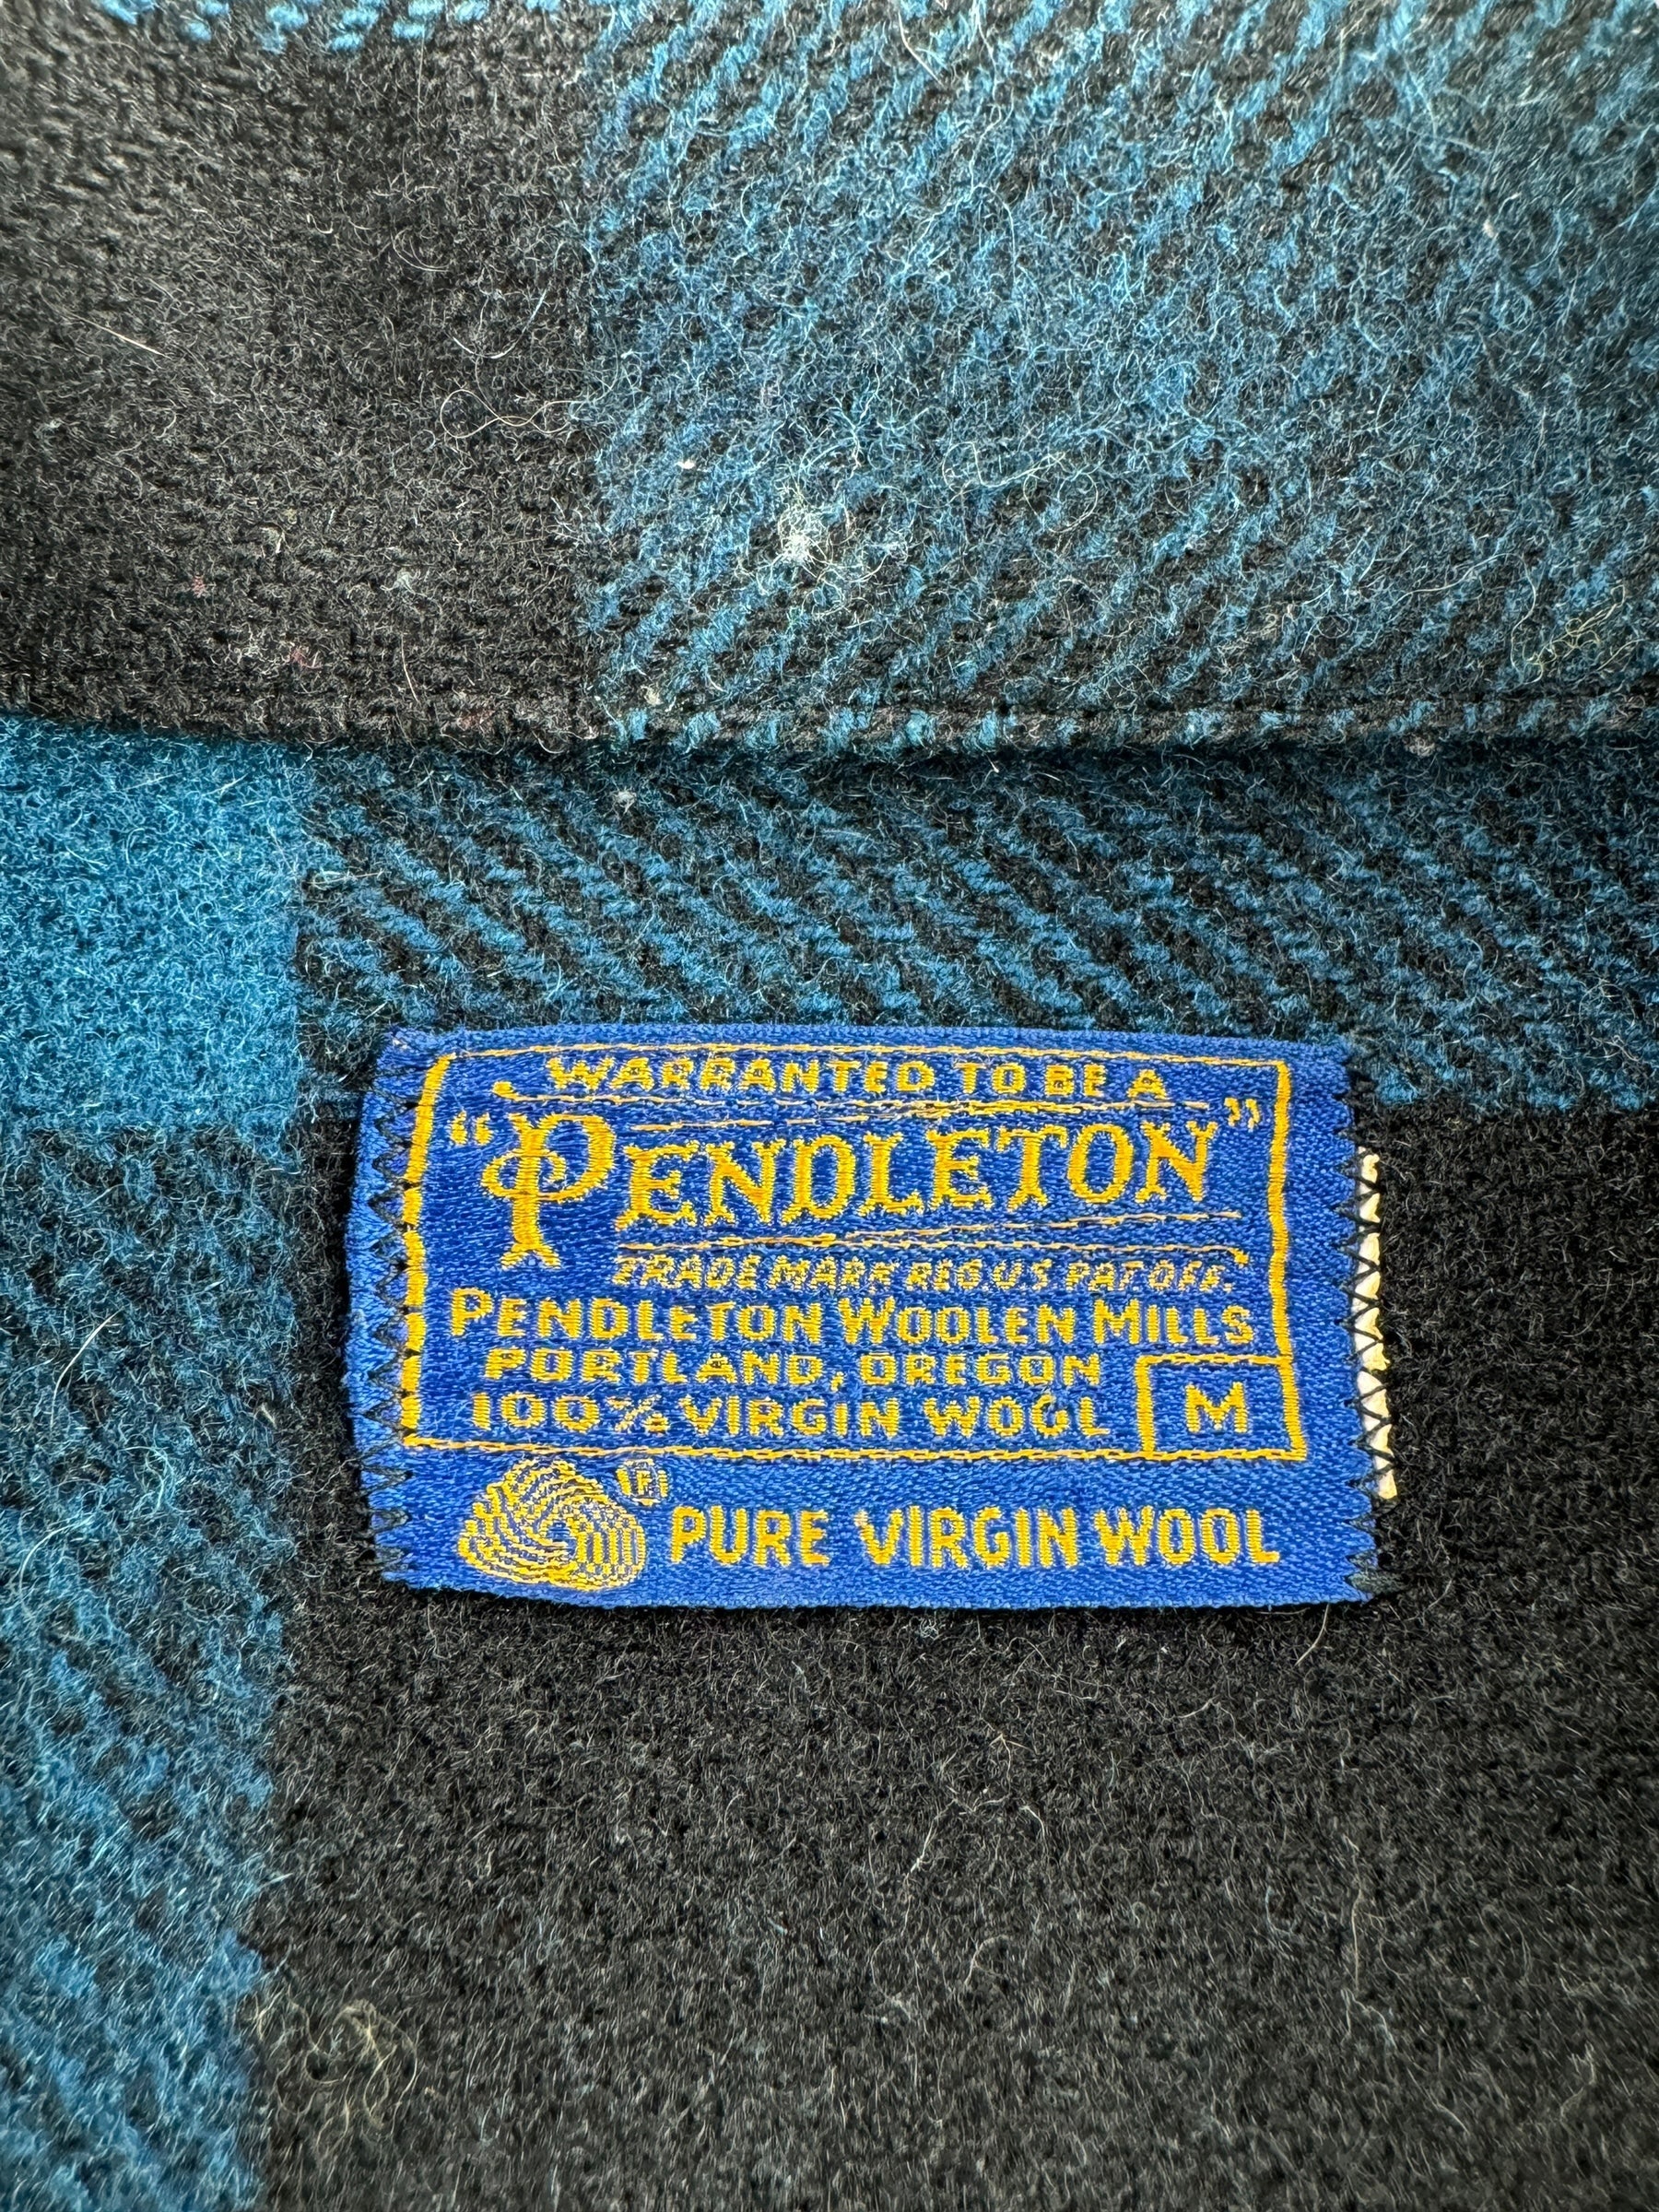 WARRANTED TO BE A
"PENDLETON"
TRADE MARK REG. U.S. PAT. OFF.
PENDLETON WOOLEN MILLS
PORTLAND, OREGON
100% VIRGIN WOOL M
® PURE VIRGIN WOOL